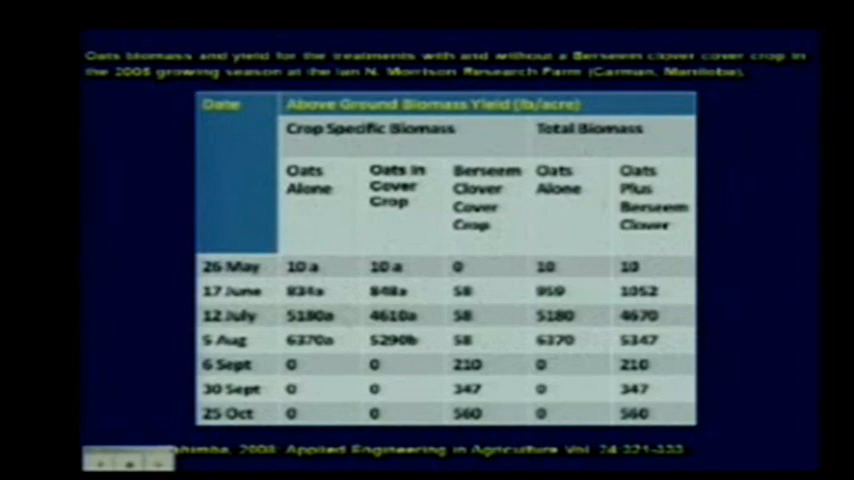 Oats biomass and yield for the treatments with and without a Berseem clover cover crop in
the 2005 growing season at the Ian N. Morrison Research Farm (Carman, Manitoba).
Date Above Ground Biomass Yield (lb/acre)
Crop Specific Biomass Total Biomass
Oats Alone Oats In Cover Crop Berseem Clover Cover Crop Oats Alone Oats Plus Berseem Clover
26 May 10 a 10 a 0 10 10
17 June 834a 848a 58 959 1052
12 July 5180a 4610a 58 5180 4670
5 Aug 6370a 5290b 58 6370 5347
6 Sept 0 0 210 0 210
30 Sept 0 0 347 0 347
25 Oct 0 0 560 0 560
2008. Applied Engineering in Agriculture Vol. 24: